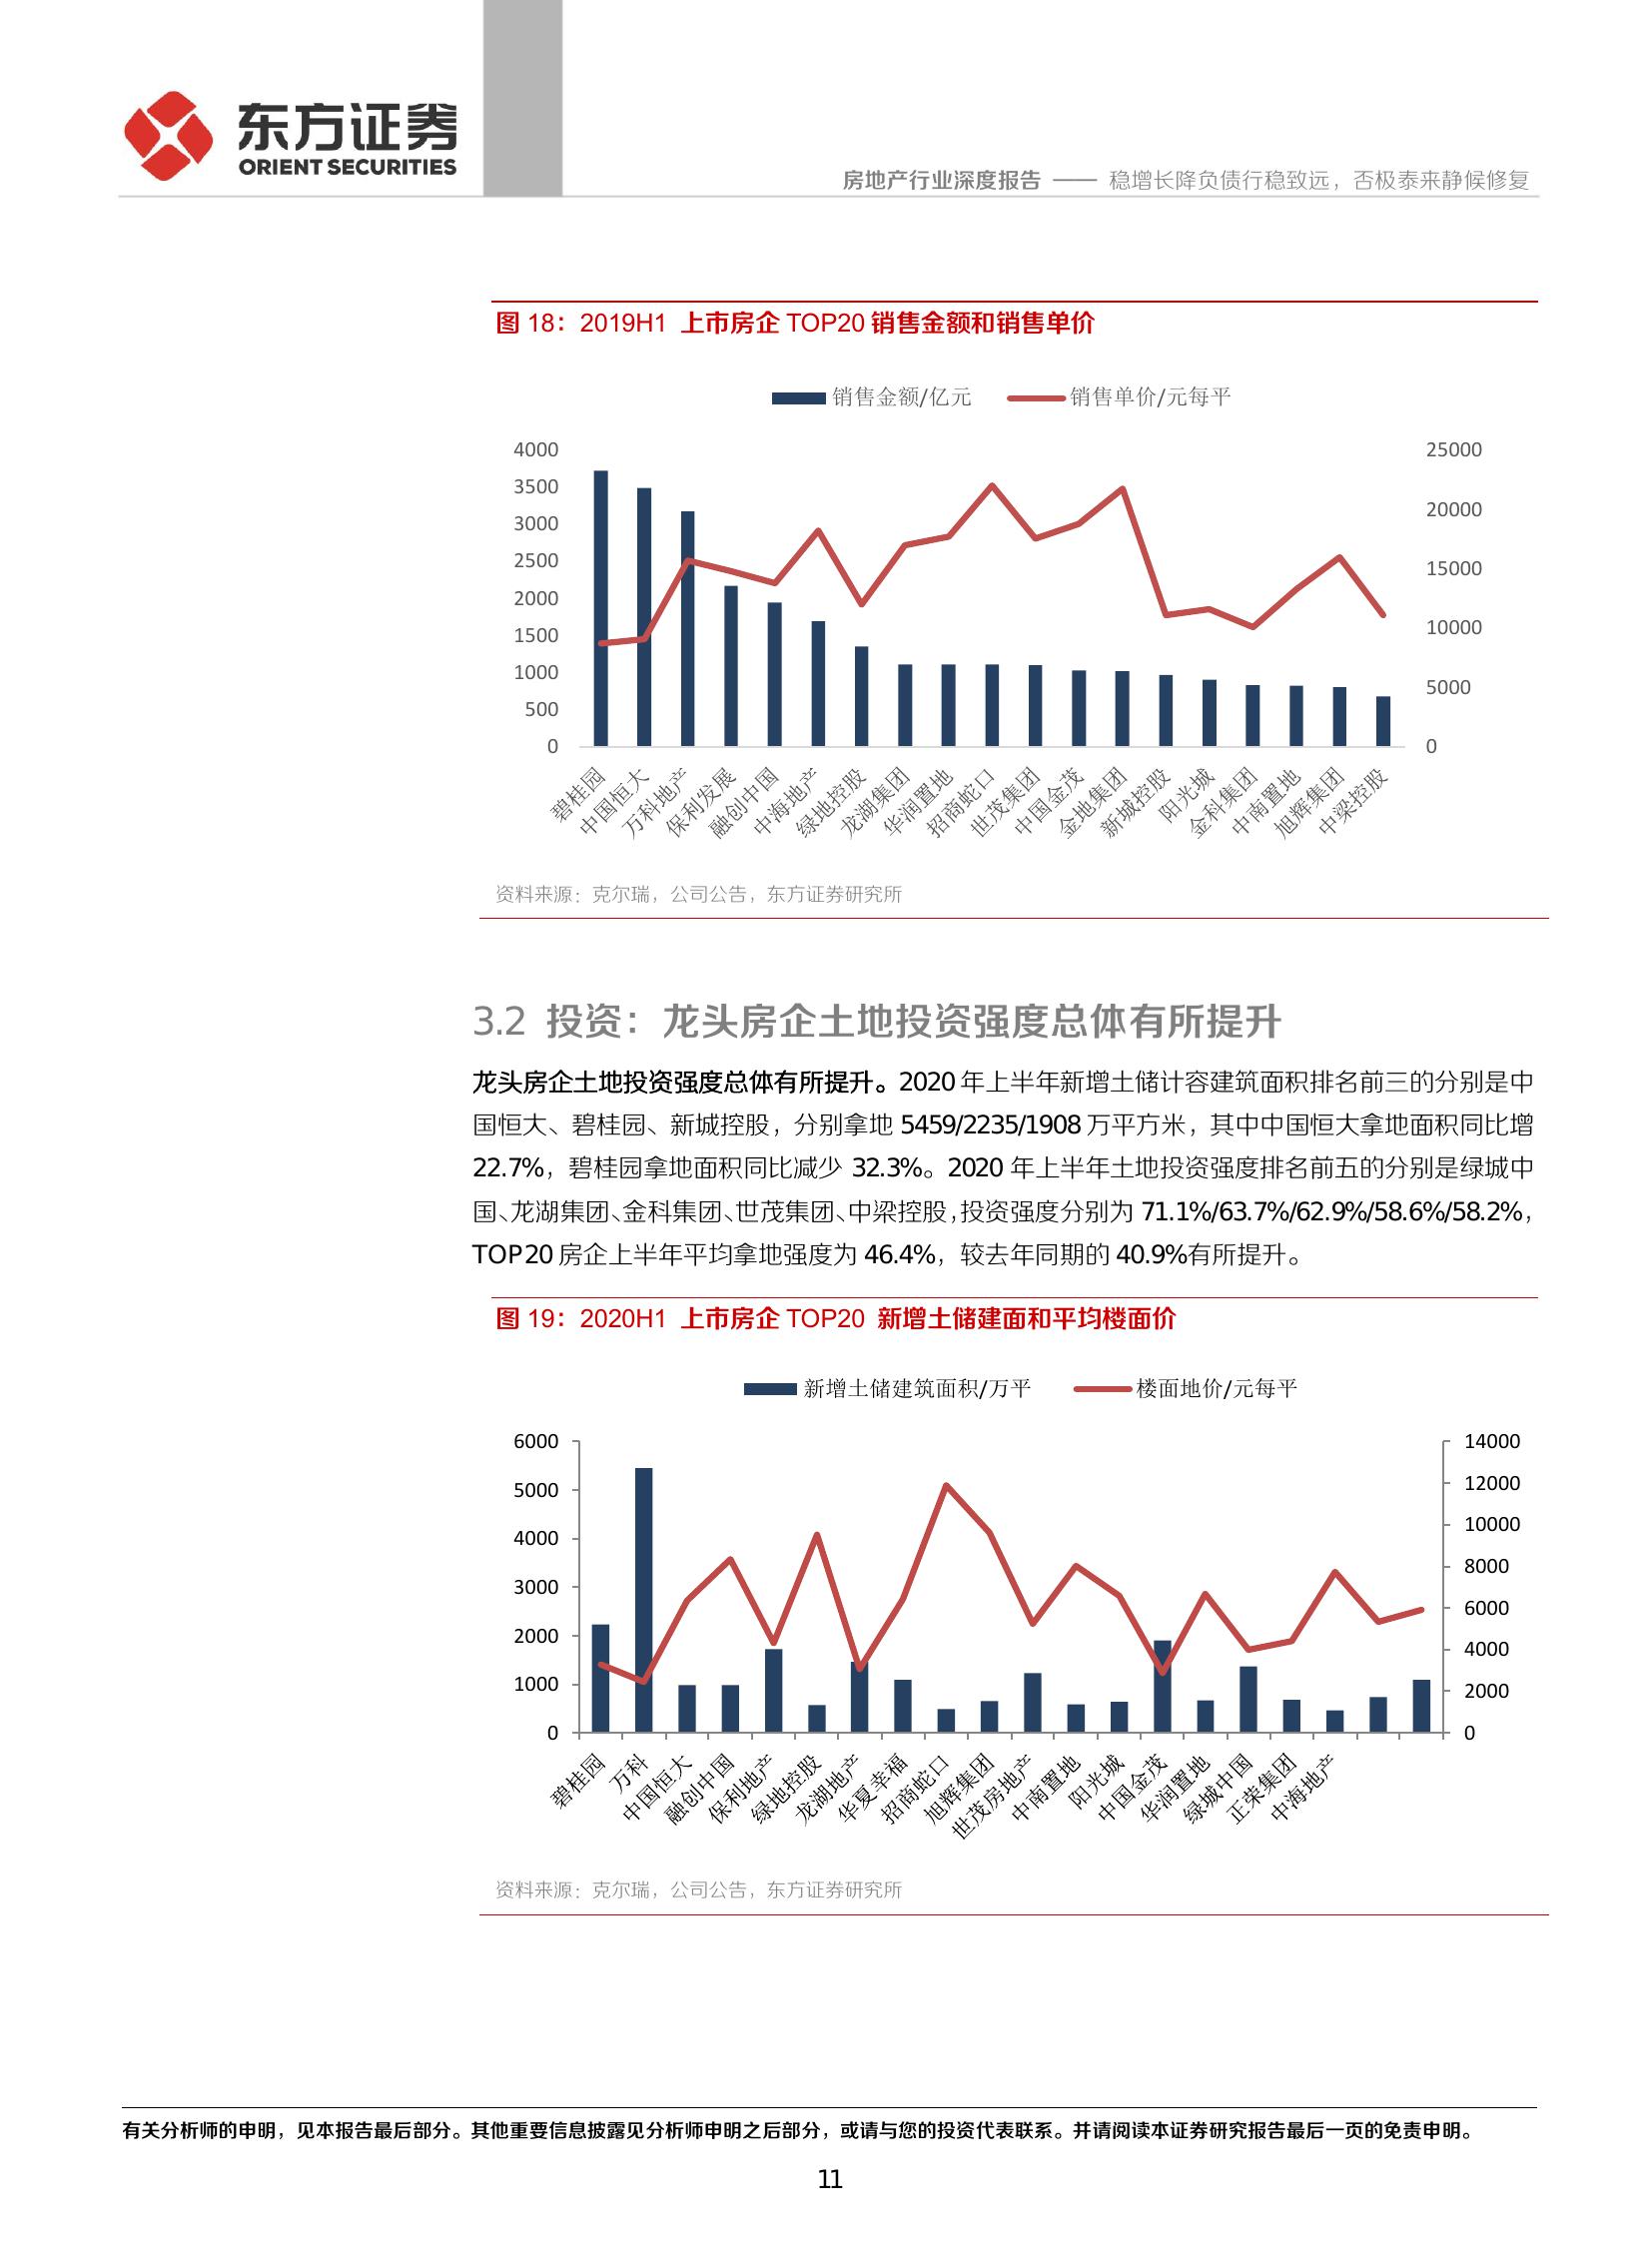 东方证券
ORIENT SECURITIES
房地产行业深度报告 —— 稳增长降负债行稳致远，否极泰来静候修复
图 18：2019H1 上市房企 TOP20 销售金额和销售单价
销售金额/亿元 销售单价/元每平
4000 25000
3500
3000 20000
2500
2000 15000
1500 10000
1000
500 5000
0 0
碧桂园 中国恒大 万科地产 保利发展 融创中国 中海地产 绿地控股 龙湖集团 华润置地 招商蛇口 世茂集团 中国金茂 金地集团 新城控股 阳光城 金科集团 中南置地 旭辉集团 中梁控股
资料来源：克尔瑞，公司公告，东方证券研究所
3.2 投资：龙头房企土地投资强度总体有所提升
龙头房企土地投资强度总体有所提升。2020 年上半年新增土储计容建筑面积排名前三的分别是中
国恒大、碧桂园、新城控股，分别拿地 5459/2235/1908 万平方米，其中中国恒大拿地面积同比增
22.7%，碧桂园拿地面积同比减少 32.3%。2020 年上半年土地投资强度排名前五的分别是绿城中
国、龙湖集团、金科集团、世茂集团、中梁控股，投资强度分别为 71.1%/63.7%/62.9%/58.6%/58.2%，
TOP20 房企上半年平均拿地强度为 46.4%，较去年同期的 40.9%有所提升。
图 19：2020H1 上市房企 TOP20 新增土储建面和平均楼面价
新增土储建筑面积/万平 楼面地价/元每平
6000 14000
5000 12000
4000 10000
3000 8000
2000 6000
1000 4000
0 2000
0
碧桂园 万科 中国恒大 融创中国 保利地产 绿地控股 龙湖地产 华夏幸福 招商蛇口 旭辉集团 世茂房地产 中南置地 阳光城 中国金茂 华润置地 绿城中国 正荣集团 中海地产
资料来源：克尔瑞，公司公告，东方证券研究所
有关分析师的申明，见本报告最后部分。其他重要信息披露见分析师申明之后部分，或请与您的投资代表联系。并请阅读本证券研究报告最后一页的免责申明。
11